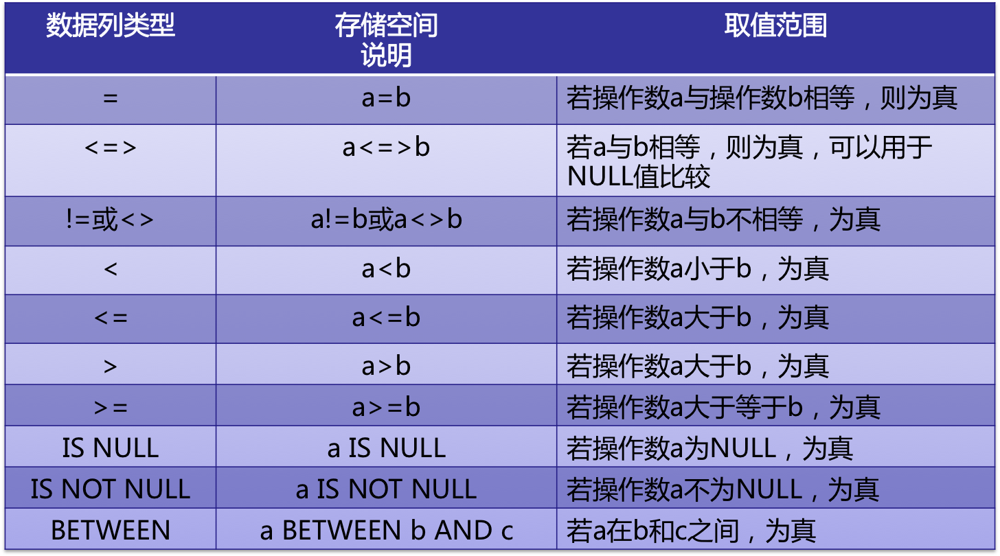 数据列类型
存储空间
说明
取值范围
=
a=b
若操作数a与操作数b相等，则为真
<=>
a<=>b
若a与b相等，则为真，可以用于
NULL值比较
!=或<>
a!=b或a<>b
若操作数a与b不相等，为真
<
a<b
若操作数a小于b，为真
<=
a<=b
若操作数a大于b，为真
>
a>b
若操作数a大于b，为真
>=
a>=b
若操作数a大于等于b，为真
IS NULL
a IS NULL
若操作数a为NULL，为真
IS NOT NULL
a IS NOT NULL
若操作数a不为NULL，为真
BETWEEN
a BETWEEN b AND c
若a在b和c之间，为真